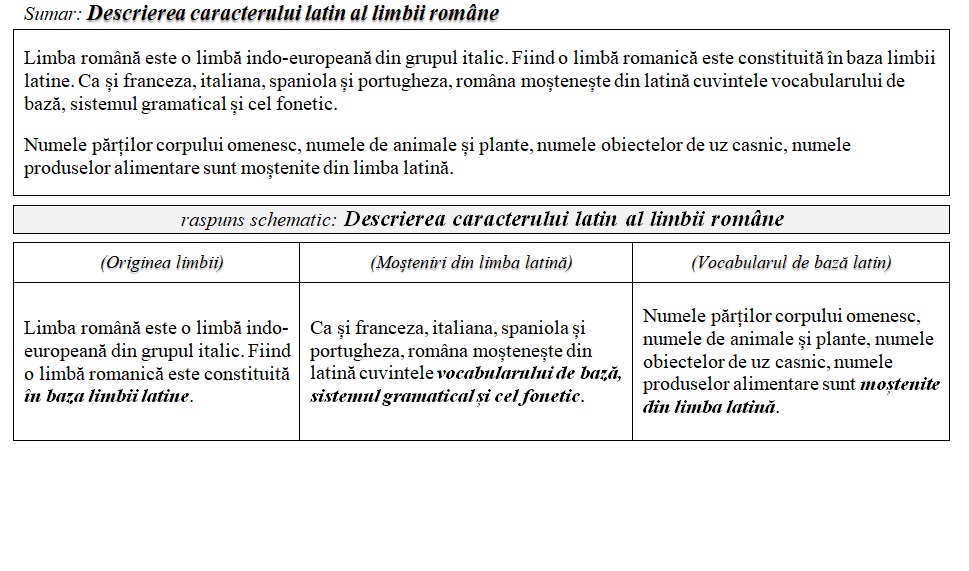 Sumar: Descrierea caracterului latin al limbii române
Limba română este o limbă indo-europeană din grupul italic. Fiind o limbă romanică este constituită în baza limbii
latine. Ca și franceza, italiana, spaniola și portugheza, româna moștenește din latină cuvintele vocabularului de
bază, sistemul gramatical și cel fonetic.
Numele părților corpului omenesc, numele de animale și plante, numele obiectelor de uz casnic, numele
produselor alimentare sunt moștenite din limba latină.
raspuns schematic: Descrierea caracterului latin al limbii române
(Originea limbii)
(Moșteniri din limba latină)
(Vocabularul de bază latin)
Limba română este o limbă indo-
europeană din grupul italic. Fiind
o limbă romanică este constituită
în baza limbii latine.
Ca și franceza, italiana, spaniola și
portugheza, româna moștenește din
latină cuvintele vocabularului de bază,
sistemul gramatical și cel fonetic.
Numele părților corpului omenesc,
numele de animale și plante, numele
obiectelor de uz casnic, numele
produselor alimentare sunt moștenite
din limba latină.